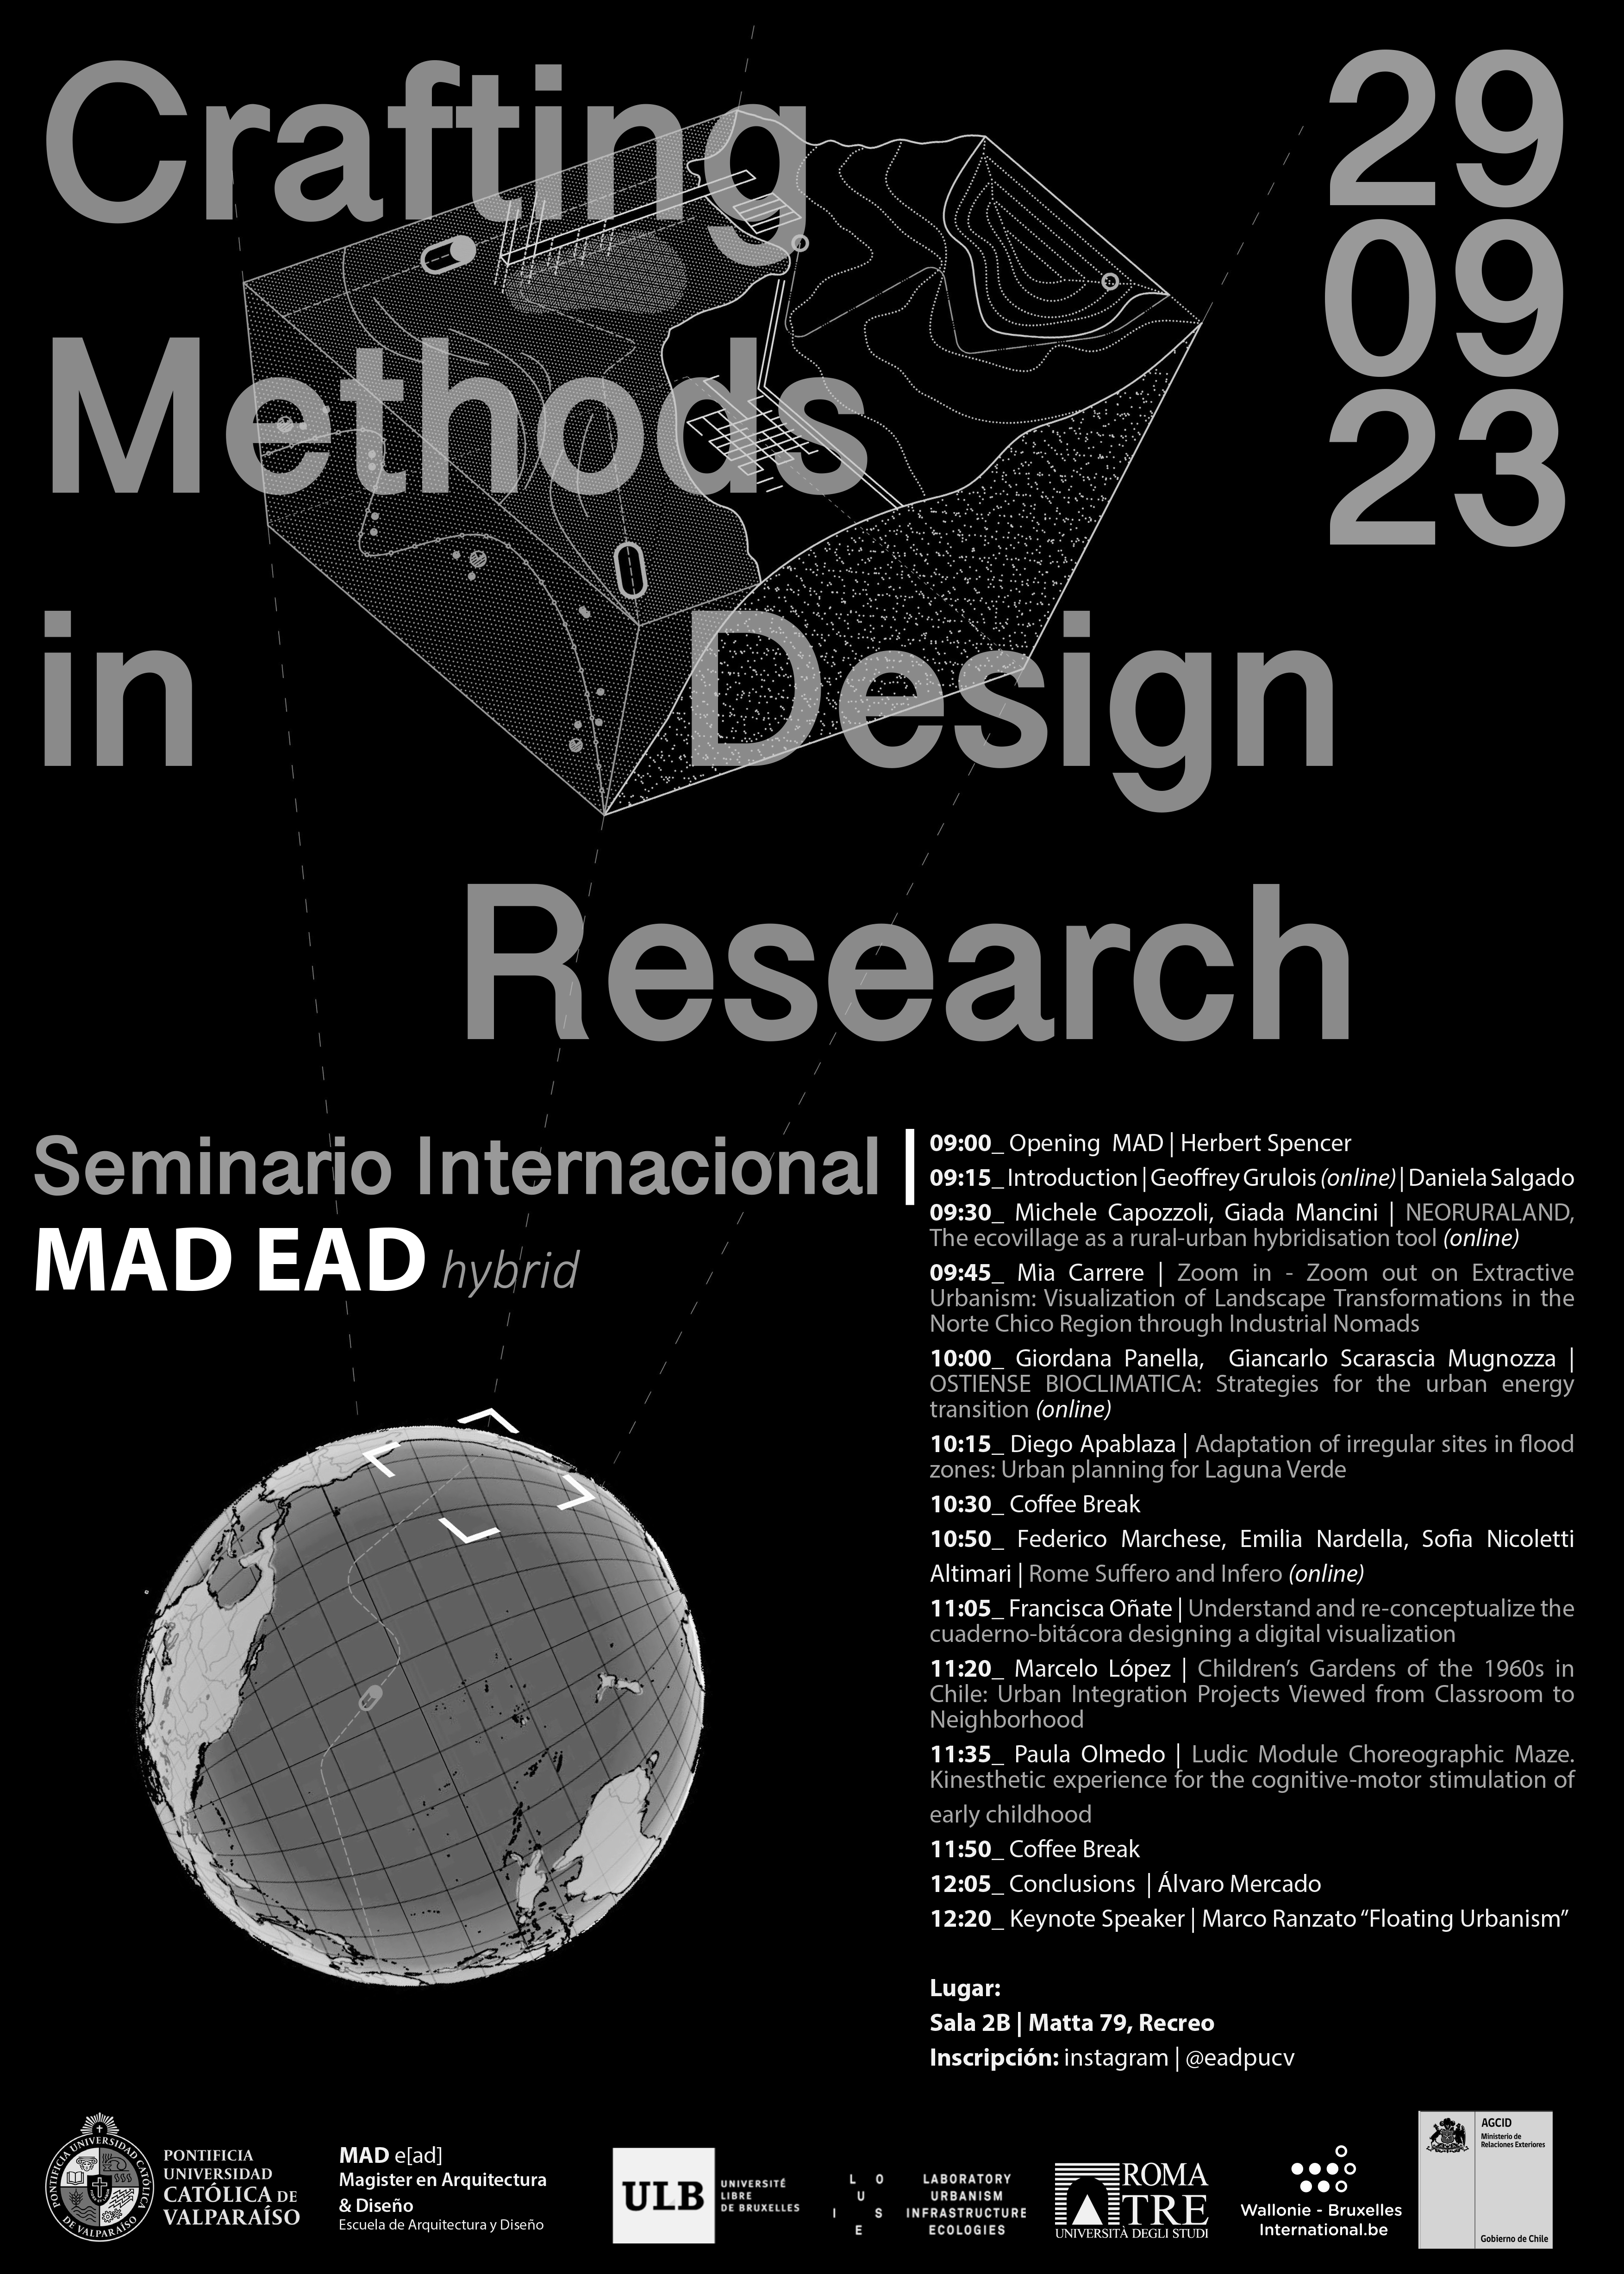 Crafting
Methods
in Design
Research
29
09
23
Seminario Internacional
MAD EAD hybrid
09:00_ Opening MAD | Herbert Spencer
09:15_ Introduction | Geoffrey Grulois (online) | Daniela Salgado
09:30_ Michele Capozzoli, Giada Mancini | NEORURALAND,
The ecovillage as a rural-urban hybridisation tool (online)
09:45_ Mia Carrere | Zoom in - Zoom out on Extractive
Urbanism: Visualization of Landscape Transformations in the
Norte Chico Region through Industrial Nomads
10:00_ Giordana Panella, Giancarlo Scarascia Mugnozza |
OSTIENSE BIOCLIMATICA: Strategies for the urban energy
transition (online)
10:15_ Diego Apablaza | Adaptation of irregular sites in flood
zones: Urban planning for Laguna Verde
10:30_ Coffee Break
10:50_ Federico Marchese, Emilia Nardella, Sofia Nicoletti
Altimari | Rome Suffero and Infero (online)
11:05_ Francisca Oñate | Understand and re-conceptualize the
cuaderno-bitácora designing a digital visualization
11:20_ Marcelo López | Children’s Gardens of the 1960s in
Chile: Urban Integration Projects Viewed from Classroom to
Neighborhood
11:35_ Paula Olmedo | Ludic Module Choreographic Maze.
Kinesthetic experience for the cognitive-motor stimulation of
early childhood
11:50_ Coffee Break
12:05_ Conclusions | Álvaro Mercado
12:20_ Keynote Speaker | Marco Ranzato “Floating Urbanism”
Lugar:
Sala 2B | Matta 79, Recreo
Inscripción: instagram | @eadpucv
PONTIFICIA UNIVERSIDAD CATÓLICA
DE VALPARAÍSO
PONTIFICIA
UNIVERSIDAD
CATÓLICA DE
VALPARAÍSO
MAD e[ad]
Magister en Arquitectura
& Diseño
Escuela de Arquitectura y Diseño
ULB
UNIVERSITÉ
LIBRE
DE BRUXELLES
L O
U
I S
E
LABORATORY
URBANISM
INFRASTRUCTURE
ECOLOGIES
ROMA
TRE
UNIVERSITÀ DEGLI STUDI
Wallonie - Bruxelles
International.be
AGCID
Ministerio de
Relaciones Exteriores
Gobierno de Chile